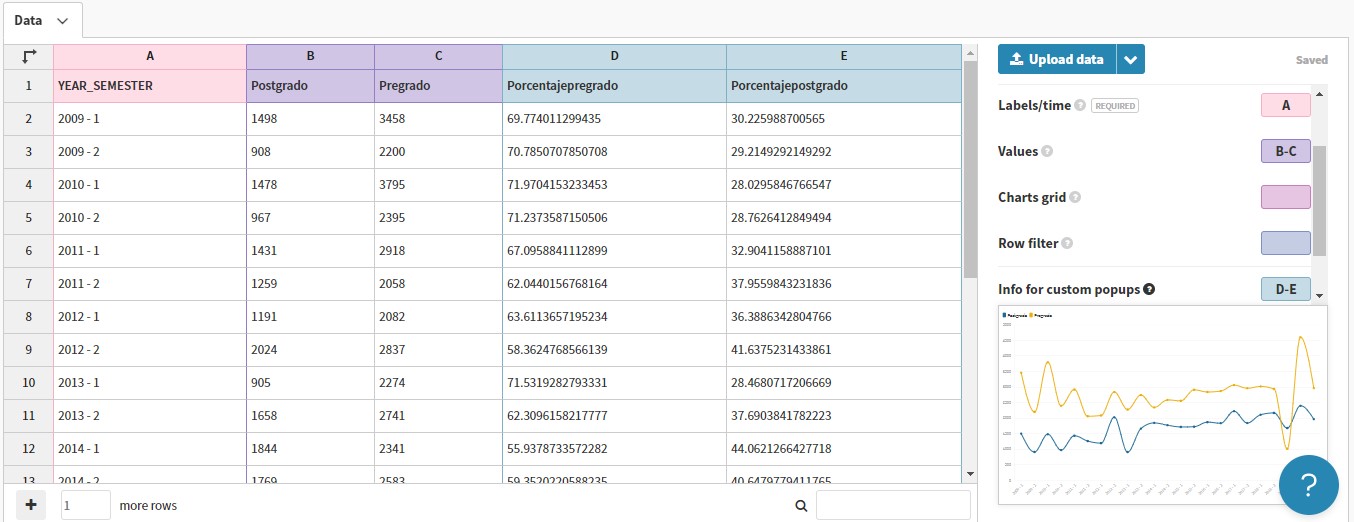 Data
A B C D E
1 YEAR_SEMESTER Postgrado Pregrado Porcentajepregrado Porcentajepostgrado
2 2009 - 1 1498 3458 69.774011299435 30.225988700565
3 2009 - 2 908 2200 70.7850707850708 29.2149292149292
4 2010 - 1 1478 3795 71.9704153233453 28.0295846766547
5 2010 - 2 967 2395 71.2373587150506 28.7626412849494
6 2011 - 1 1431 2918 67.0958841112899 32.9041158887101
7 2011 - 2 1259 2058 62.0440156768164 37.9559843231836
8 2012 - 1 1191 2082 63.6113657195234 36.3886342804766
9 2012 - 2 2024 2837 58.3624768566139 41.6375231433861
10 2013 - 1 905 2274 71.5319282793331 28.4680717206669
11 2013 - 2 1658 2741 62.3096158217777 37.6903841782223
12 2014 - 1 1844 2341 55.9378733572282 44.0621266427718
13 2014 - 2 1769 2583 59.3520220588235 40.6479779411765
1 more rows
Upload data
Saved
Labels/time ? REQUIRED A
Values ? B-C
Charts grid ?
Row filter ?
Info for custom popups ? D-E
Postgrado Pregrado
?